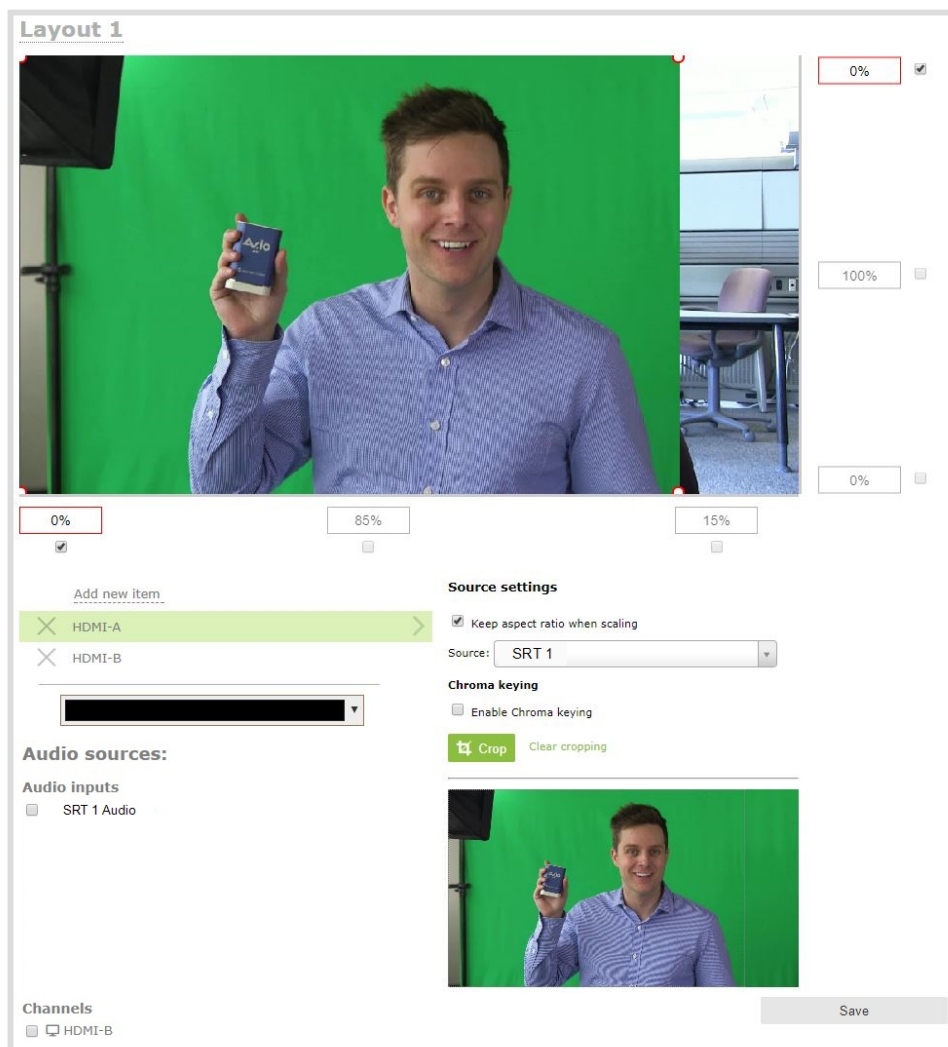 Layout 1
0%
100%
0%
0% 85% 15%
Add new item
HDMI-A
HDMI-B
Source settings
Keep aspect ratio when scaling
Source: SRT 1
Chroma keying
Enable Chroma keying
Crop Clear cropping
Audio sources:
Audio inputs
SRT 1 Audio
Channels
HDMI-B
Save